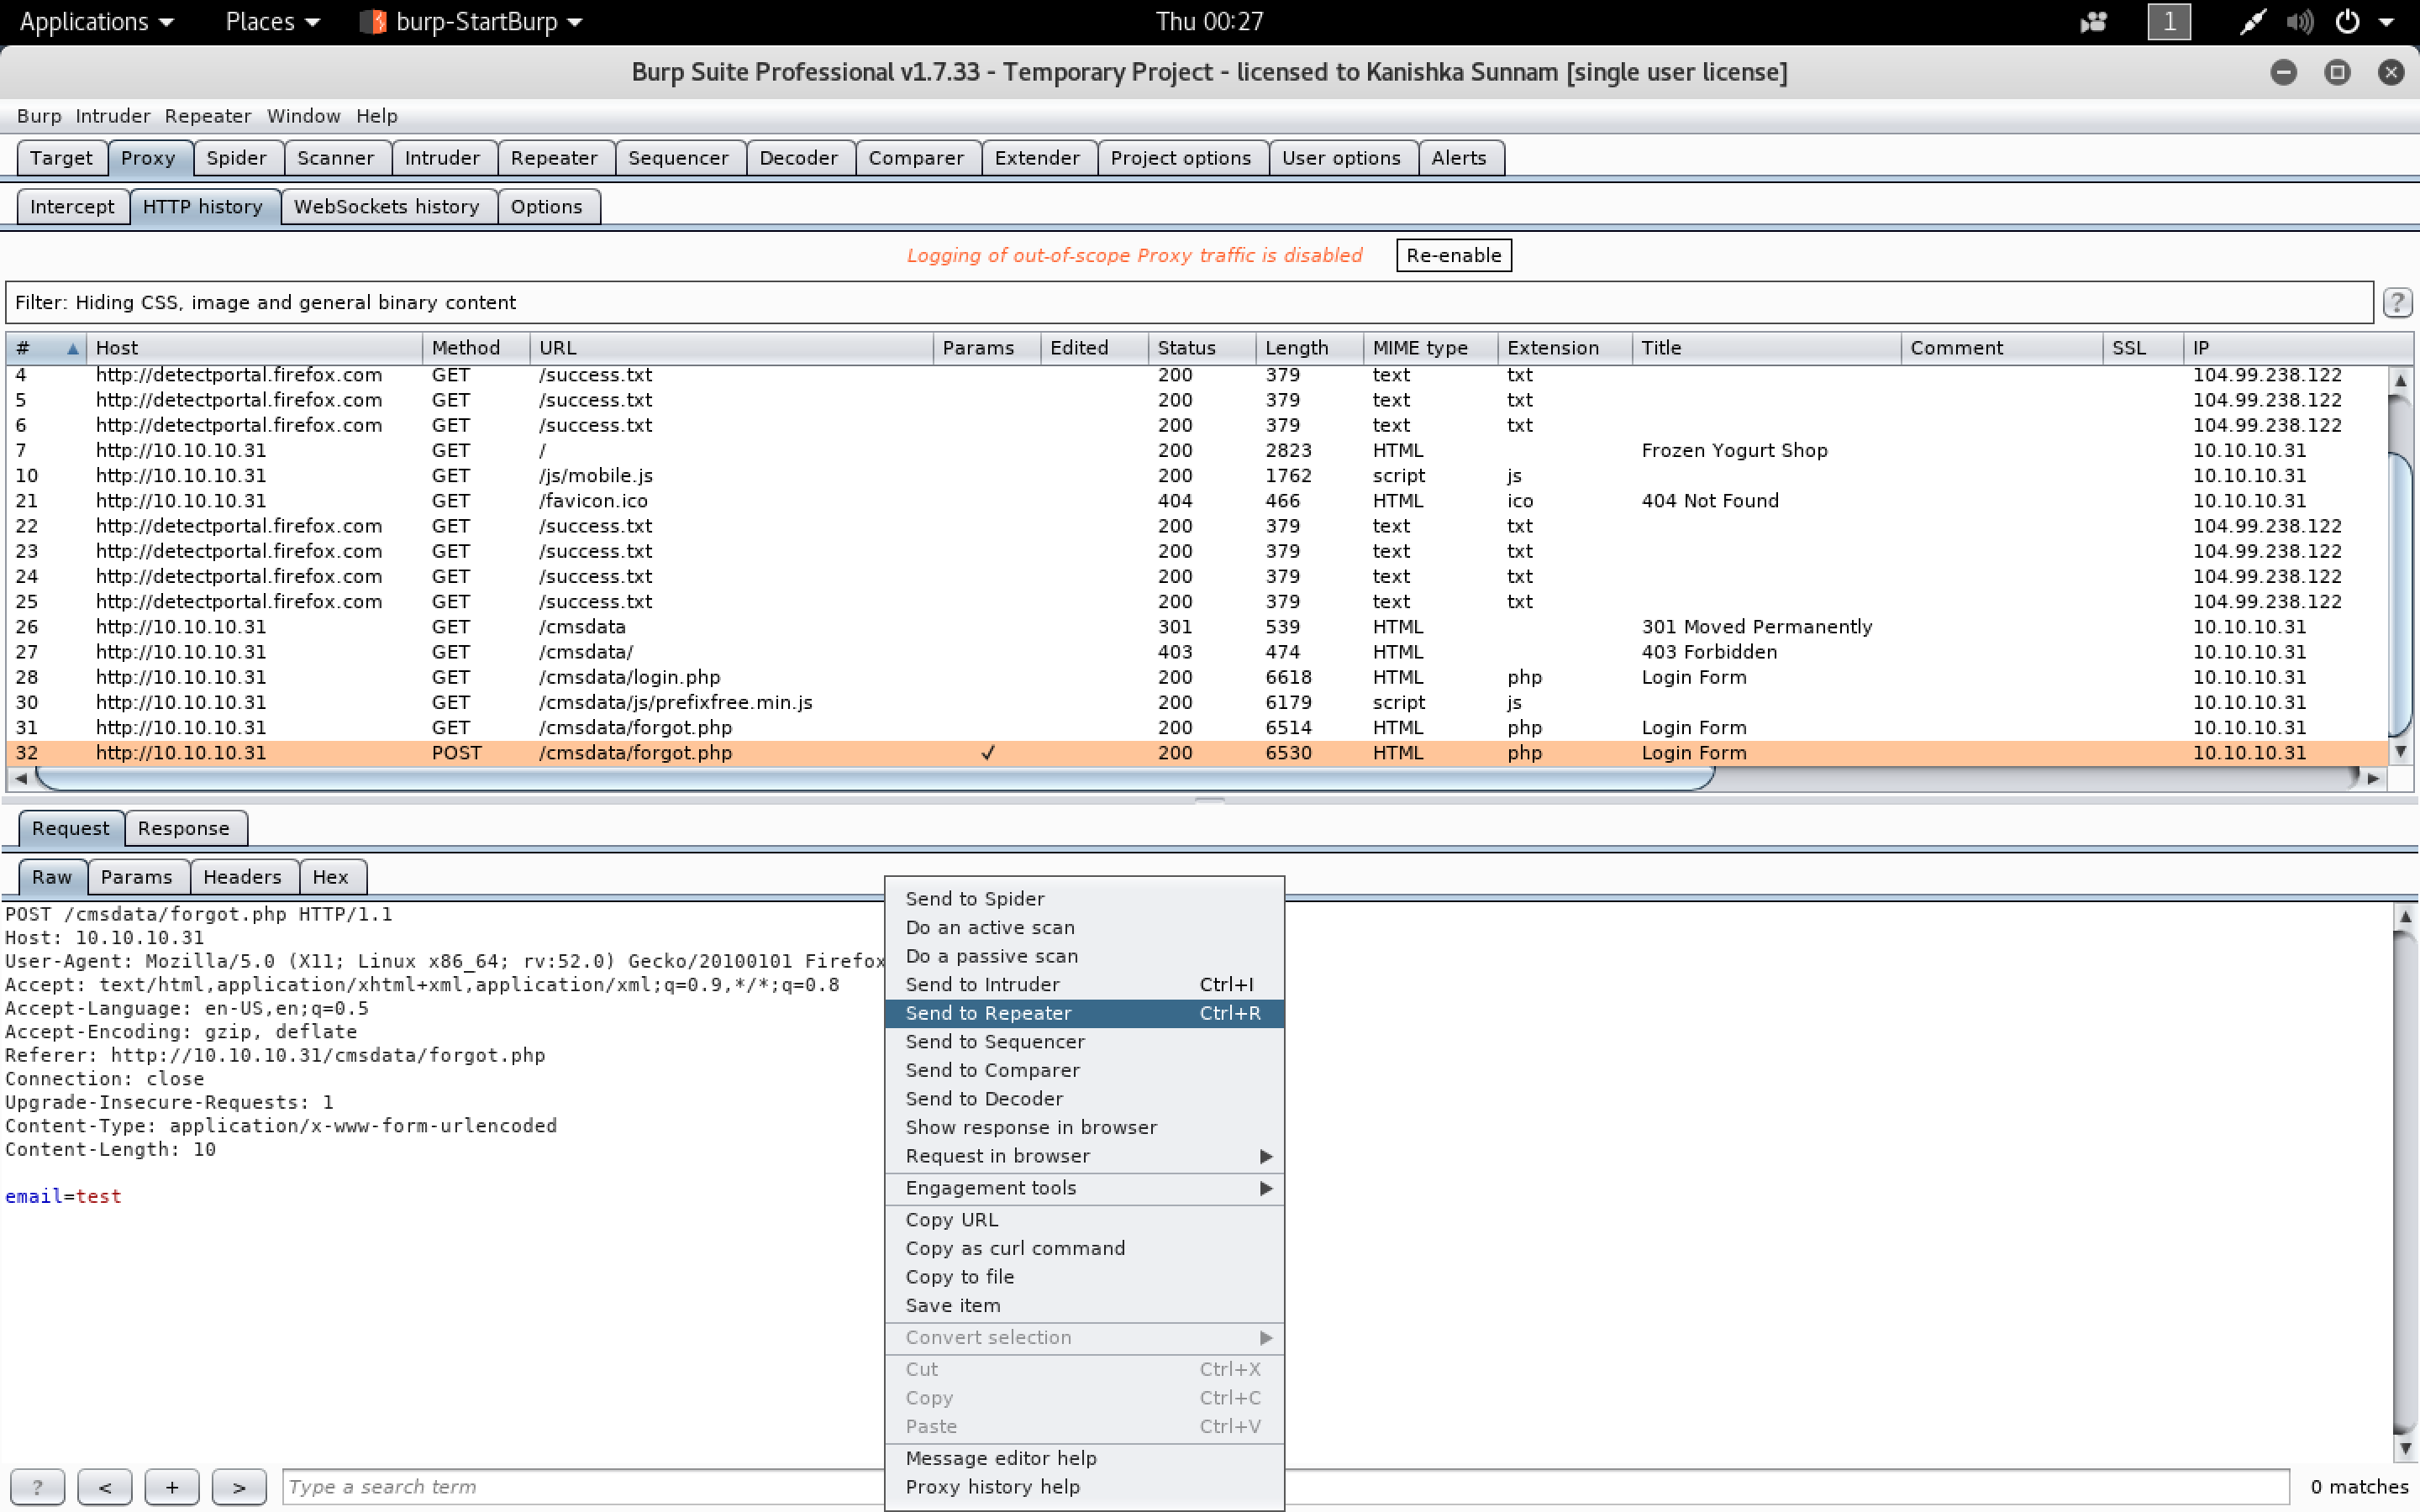 Applications Places burp-StartBurp Thu 00:27 1
Burp Suite Professional v1.7.33 - Temporary Project - licensed to Kanishka Sunnam [single user license]
Burp Intruder Repeater Window Help
Target Proxy Spider Scanner Intruder Repeater Sequencer Decoder Comparer Extender Project options User options Alerts
Intercept HTTP history WebSockets history Options
Logging of out-of-scope Proxy traffic is disabled Re-enable
Filter: Hiding CSS, image and general binary content ?
# Host Method URL Params Edited Status Length MIME type Extension Title Comment SSL IP
4 http://detectportal.firefox.com GET /success.txt 200 379 text txt 104.99.238.122
5 http://detectportal.firefox.com GET /success.txt 200 379 text txt 104.99.238.122
6 http://detectportal.firefox.com GET /success.txt 200 379 text txt 104.99.238.122
7 http://10.10.10.31 GET / 200 2823 HTML Frozen Yogurt Shop 10.10.10.31
10 http://10.10.10.31 GET /js/mobile.js 200 1762 script js 10.10.10.31
21 http://10.10.10.31 GET /favicon.ico 404 466 HTML ico 404 Not Found 10.10.10.31
22 http://detectportal.firefox.com GET /success.txt 200 379 text txt 104.99.238.122
23 http://detectportal.firefox.com GET /success.txt 200 379 text txt 104.99.238.122
24 http://detectportal.firefox.com GET /success.txt 200 379 text txt 104.99.238.122
25 http://detectportal.firefox.com GET /success.txt 200 379 text txt 104.99.238.122
26 http://10.10.10.31 GET /cmsdata 301 539 HTML 301 Moved Permanently 10.10.10.31
27 http://10.10.10.31 GET /cmsdata/ 403 474 HTML 403 Forbidden 10.10.10.31
28 http://10.10.10.31 GET /cmsdata/login.php 200 6618 HTML php Login Form 10.10.10.31
30 http://10.10.10.31 GET /cmsdata/js/prefixfree.min.js 200 6179 script js 10.10.10.31
31 http://10.10.10.31 GET /cmsdata/forgot.php 200 6514 HTML php Login Form 10.10.10.31
32 http://10.10.10.31 POST /cmsdata/forgot.php ✓ 200 6530 HTML php Login Form 10.10.10.31
Request Response
Raw Params Headers Hex
POST /cmsdata/forgot.php HTTP/1.1
Host: 10.10.10.31
User-Agent: Mozilla/5.0 (X11; Linux x86_64; rv:52.0) Gecko/20100101 Firefox
Accept: text/html,application/xhtml+xml,application/xml;q=0.9,*/*;q=0.8
Accept-Language: en-US,en;q=0.5
Accept-Encoding: gzip, deflate
Referer: http://10.10.10.31/cmsdata/forgot.php
Connection: close
Upgrade-Insecure-Requests: 1
Content-Type: application/x-www-form-urlencoded
Content-Length: 10
email=test
Send to Spider
Do an active scan
Do a passive scan
Send to Intruder Ctrl+I
Send to Repeater Ctrl+R
Send to Sequencer
Send to Comparer
Send to Decoder
Show response in browser
Request in browser
Engagement tools
Copy URL
Copy as curl command
Copy to file
Save item
Convert selection
Cut Ctrl+X
Copy Ctrl+C
Paste Ctrl+V
Message editor help
Proxy history help
? < + > Type a search term 0 matches